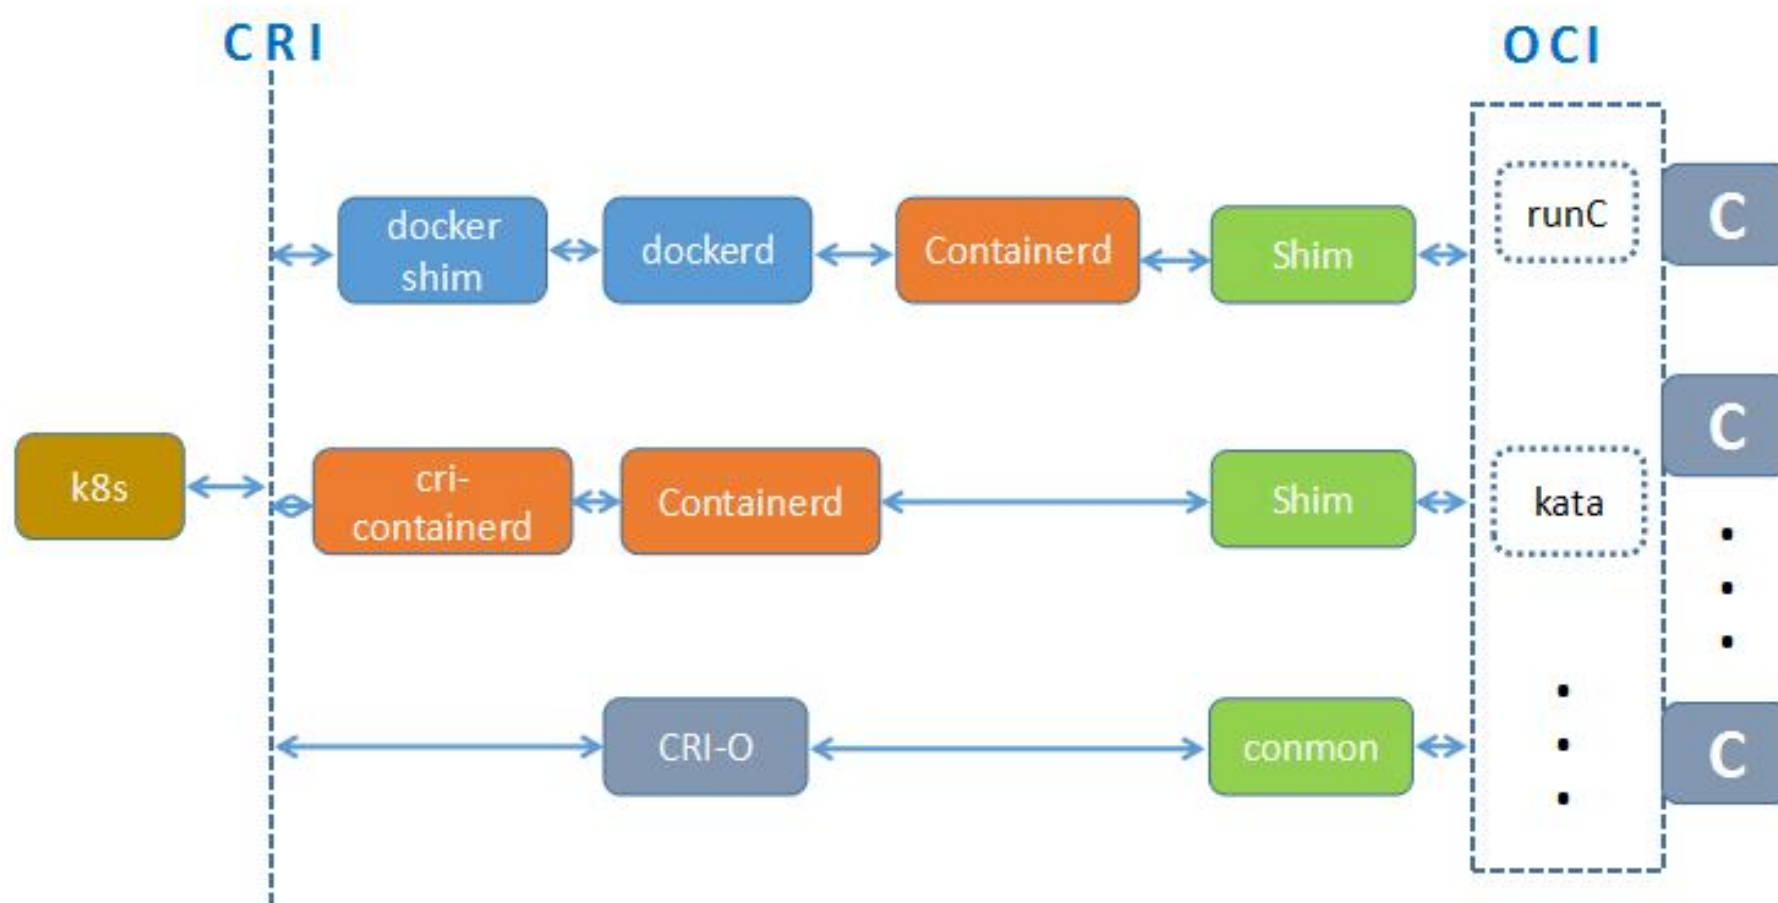 CRI
OCI
docker
shim
dockerd
Containerd
Shim
runC
C
k8s
cri-
containerd
Containerd
Shim
kata
C
CRI-O
conmon
C